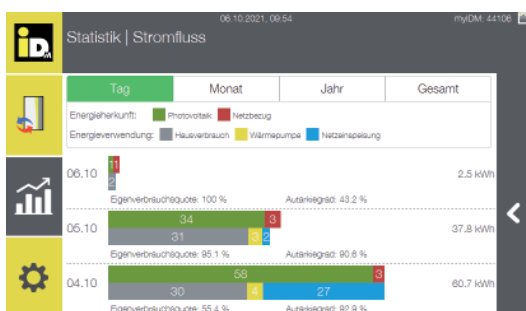 06.10.2021, 09:54
myIDM: 44106
iD.
Statistik | Stromfluss
Tag Monat Jahr Gesamt
Energieherkunft: Photovoltaik Netzbezug
Energieverwendung: Hausverbrauch Wärmepumpe Netzeinspeisung
06.10 1 1 2.5 kWh
2
Eigenverbrauchsquote: 100 % Autarkiegrad: 43.2 %
05.10 34 3 37.8 kWh
31 3 2
Eigenverbrauchsquote: 95.1 % Autarkiegrad: 90.6 %
04.10 58 3 60.7 kWh
30 4 27
Eigenverbrauchsquote: 55.4 % Autarkiegrad: 92.9 %